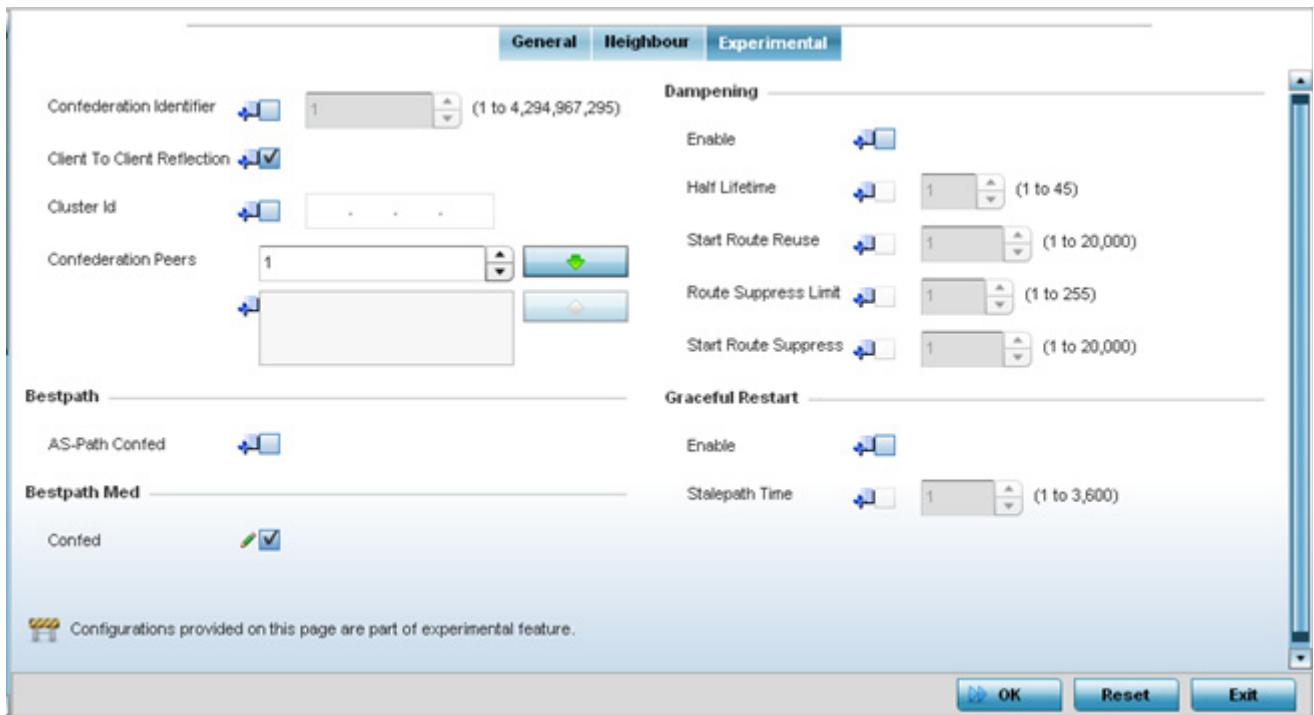 General Neighbour Experimental
Confederation Identifier 1 (1 to 4,294,967,295)
Client To Client Reflection
Cluster Id . . .
Confederation Peers 1
Bestpath
AS-Path Confed
Bestpath Med
Confed
Dampening
Enable
Half Lifetime 1 (1 to 45)
Start Route Reuse 1 (1 to 20,000)
Route Suppress Limit 1 (1 to 255)
Start Route Suppress 1 (1 to 20,000)
Graceful Restart
Enable
Stalepath Time 1 (1 to 3,600)
Configurations provided on this page are part of experimental feature.
OK Reset Exit